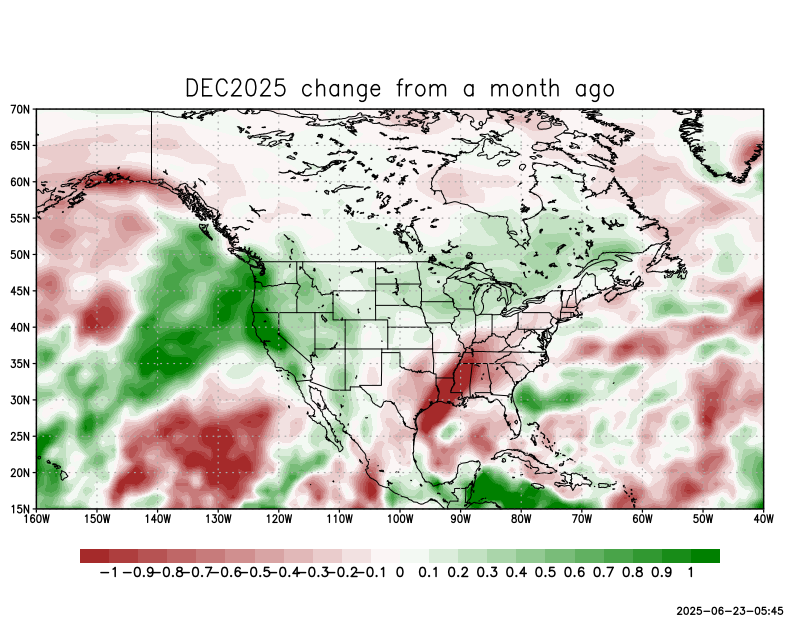 DEC2025 change from a month ago
70N
65N
60N
55N
50N
45N
40N
35N
30N
25N
20N
15N
160W 150W 140W 130W 120W 110W 100W 90W 80W 70W 60W 50W 40W
-1 -0.9 -0.8 -0.7 -0.6 -0.5 -0.4 -0.3 -0.2 -0.1 0 0.1 0.2 0.3 0.4 0.5 0.6 0.7 0.8 0.9 1
2025-06-23-05:45